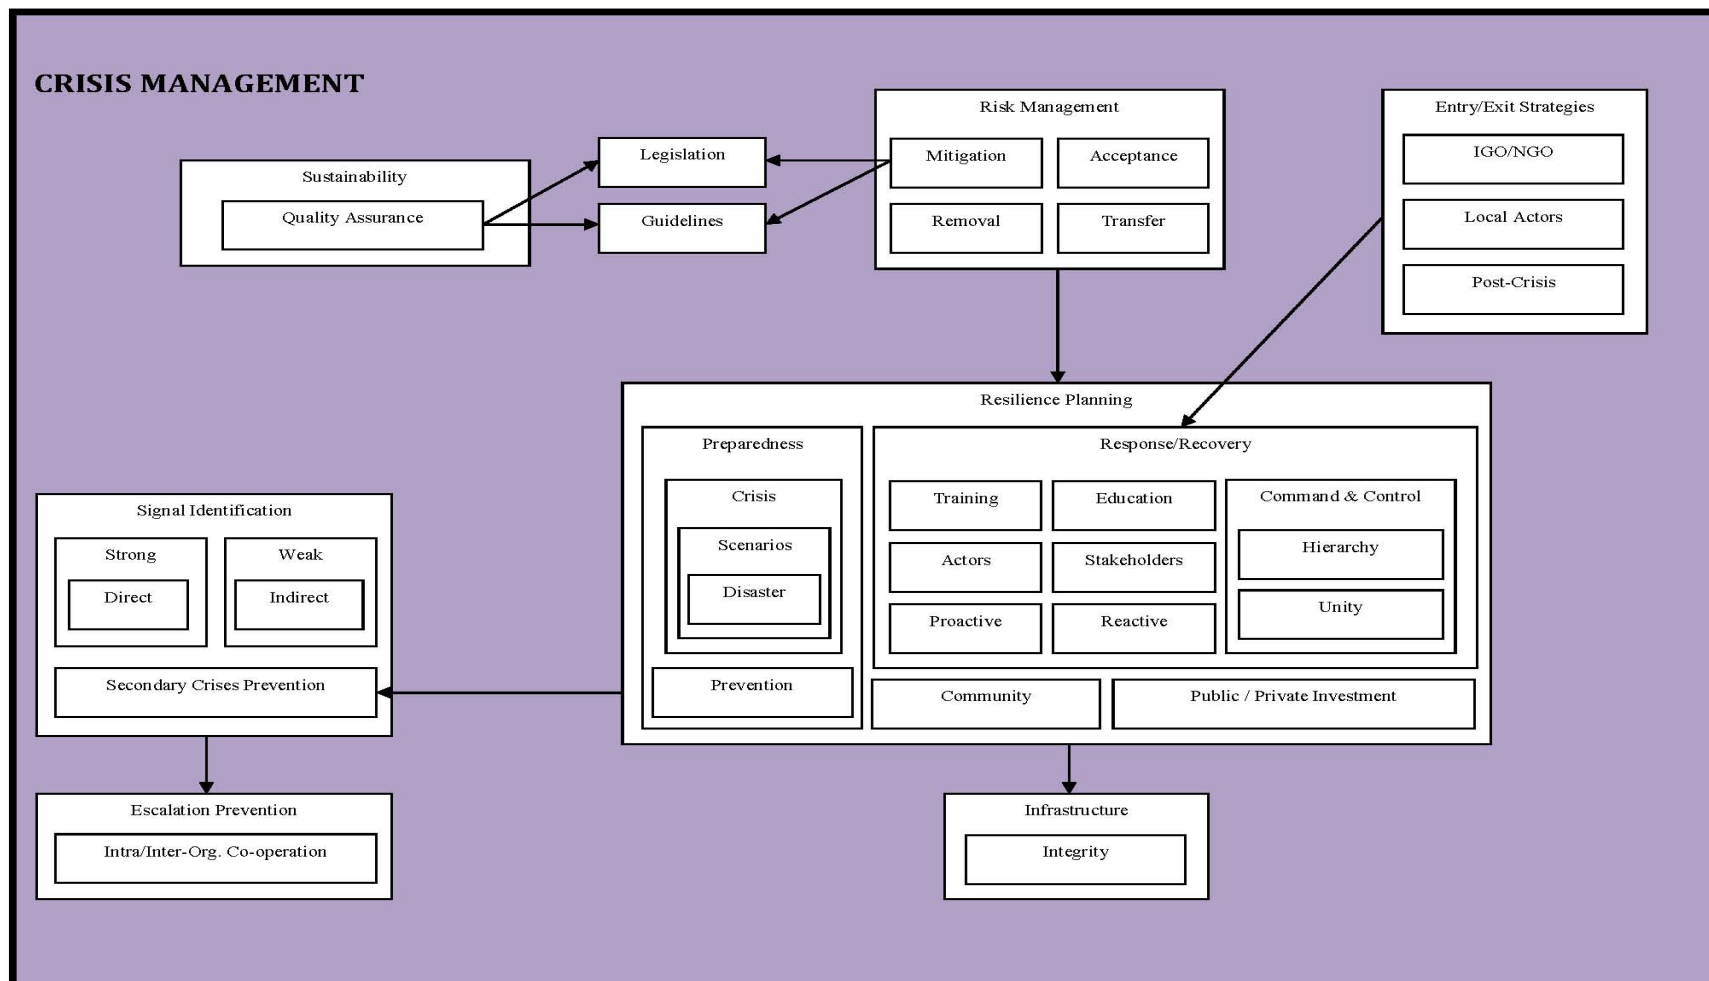 CRISIS MANAGEMENT
Sustainability
Quality Assurance
Legislation
Guidelines
Risk Management
Mitigation
Acceptance
Removal
Transfer
Entry/Exit Strategies
IGO/NGO
Local Actors
Post-Crisis
Resilience Planning
Preparedness
Crisis
Scenarios
Disaster
Prevention
Response/Recovery
Training
Education
Actors
Stakeholders
Proactive
Reactive
Command & Control
Hierarchy
Unity
Community
Public / Private Investment
Signal Identification
Strong
Direct
Weak
Indirect
Secondary Crises Prevention
Escalation Prevention
Intra/Inter-Org. Co-operation
Infrastructure
Integrity